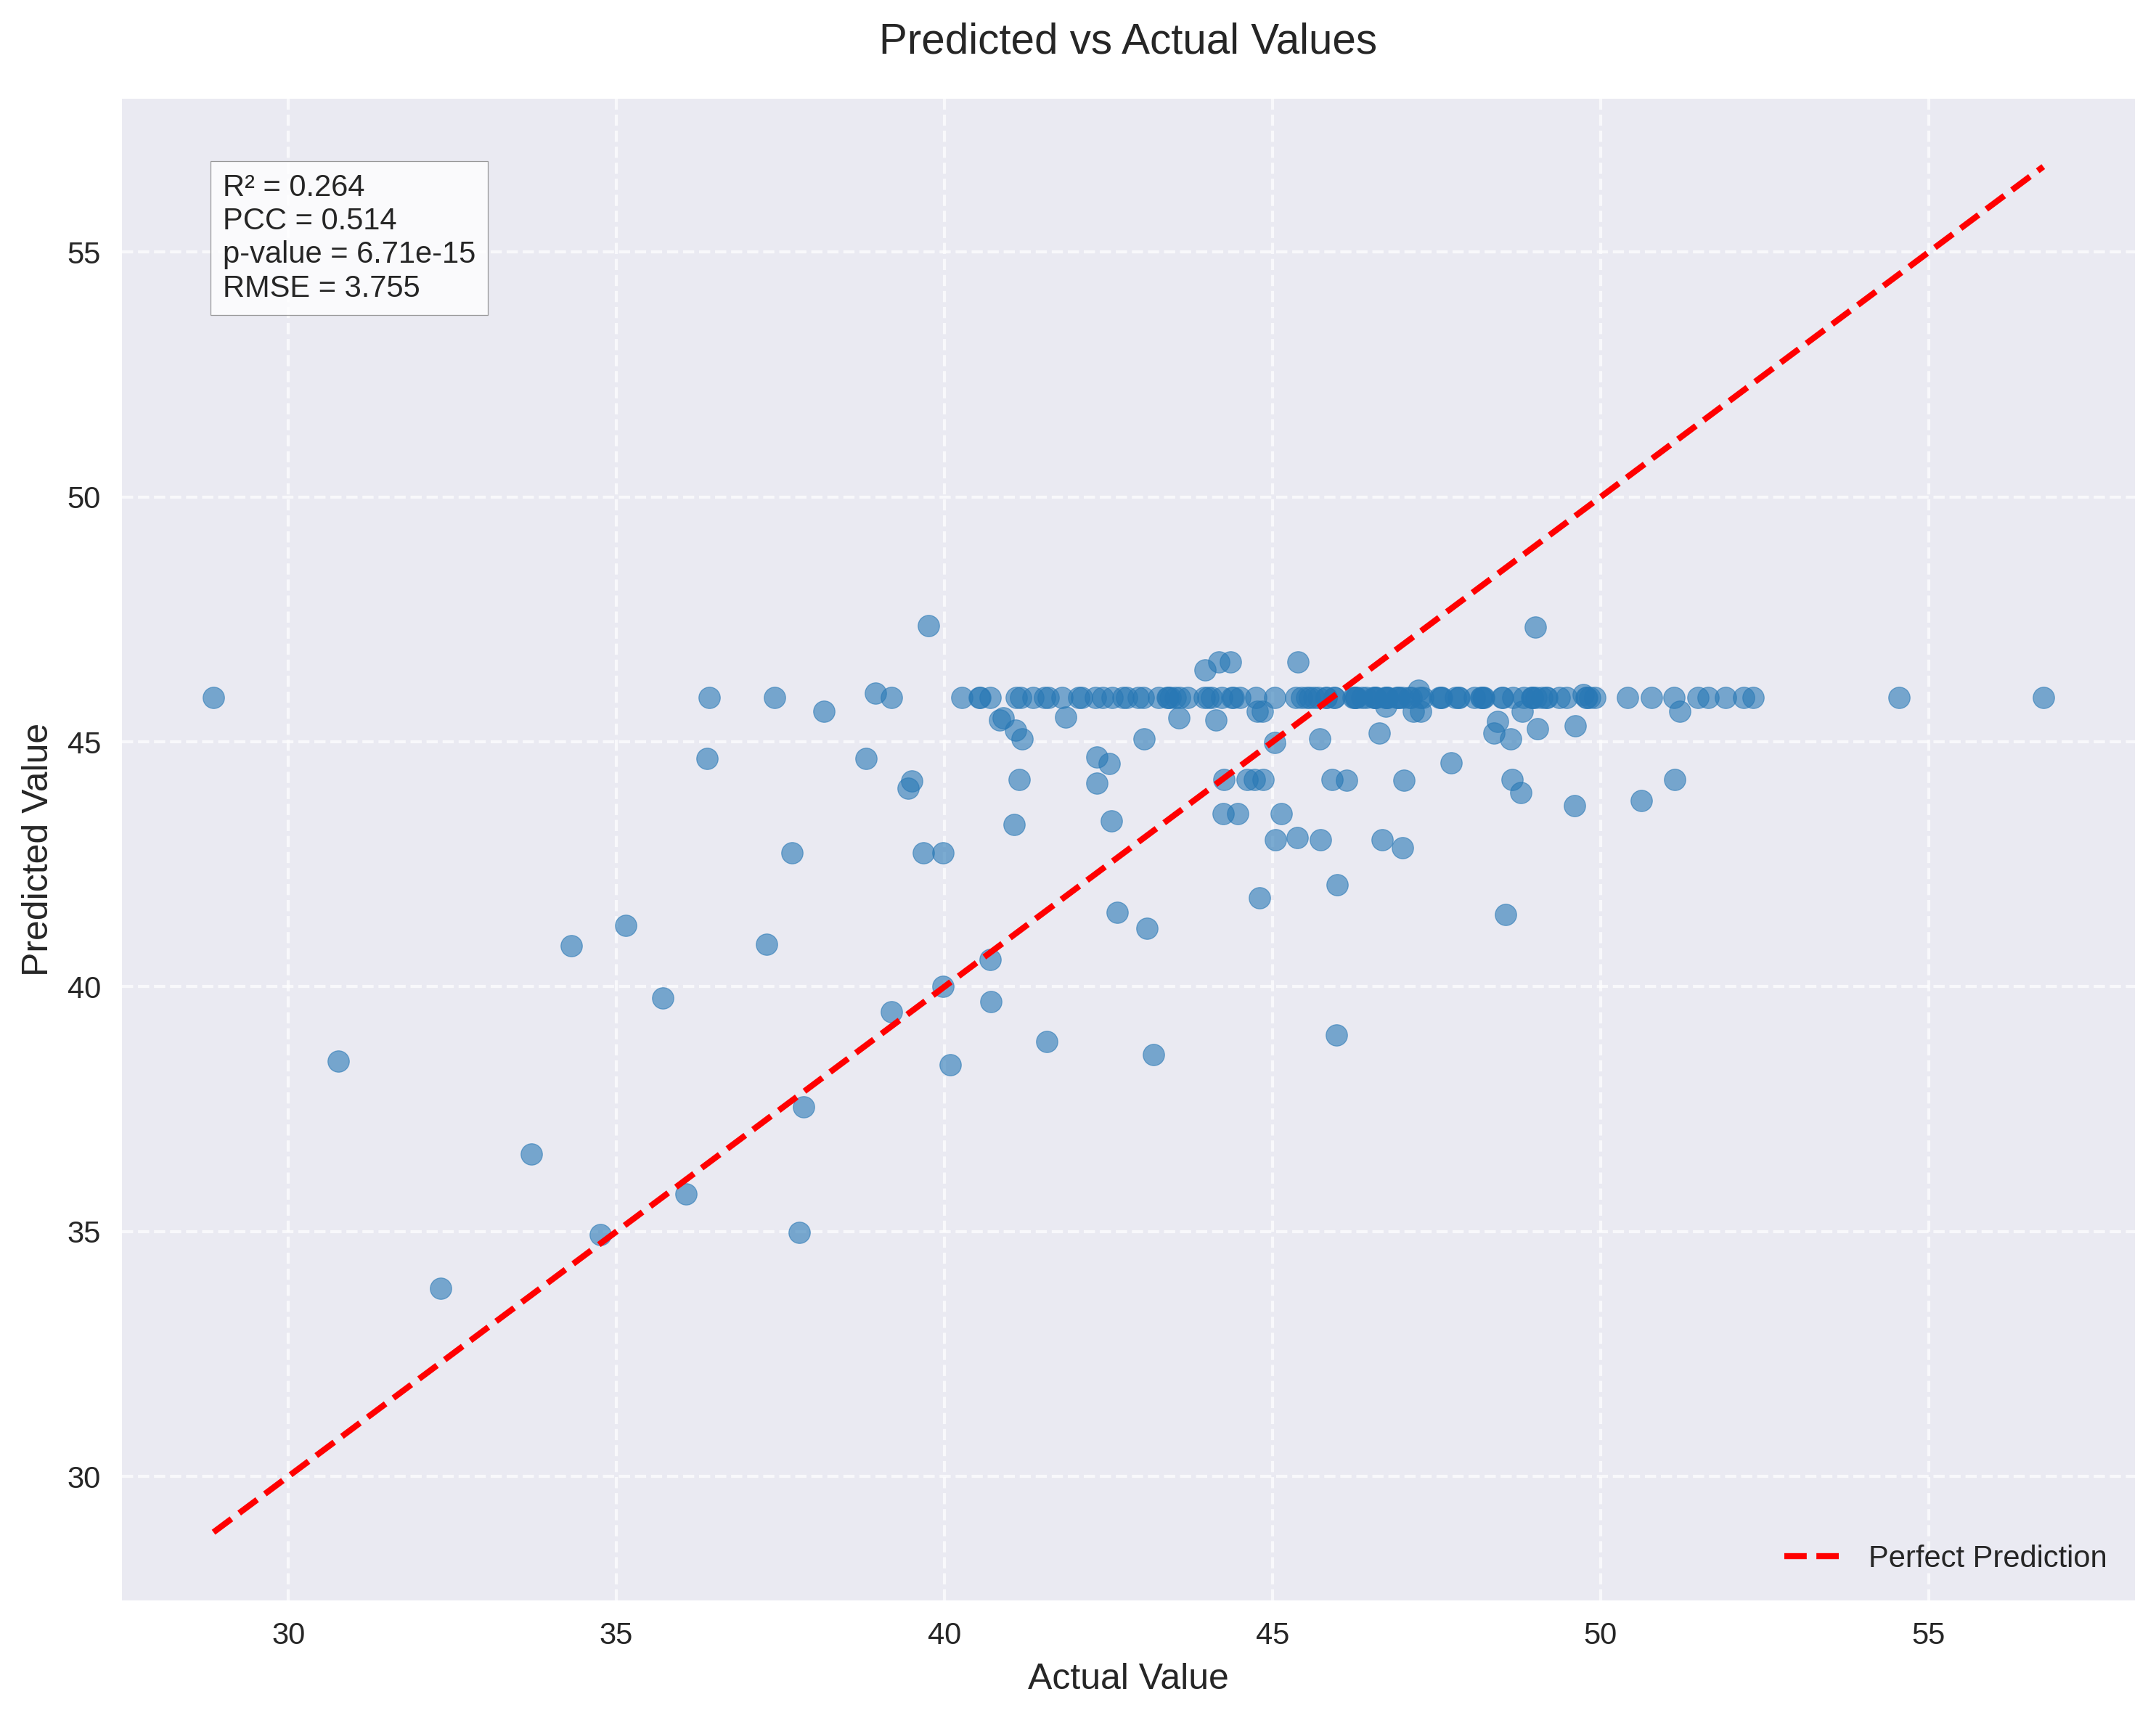 Predicted vs Actual Values
R² = 0.264
PCC = 0.514
p-value = 6.71e-15
RMSE = 3.755
55
50
45
40
35
30
Predicted Value
Perfect Prediction
30 35 40 45 50 55
Actual Value